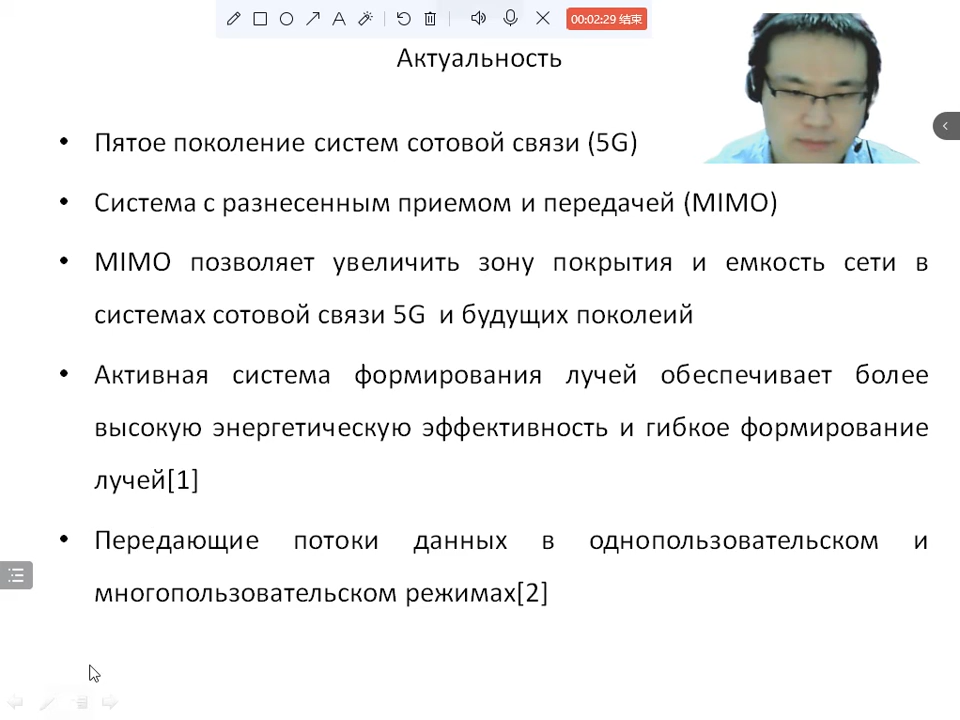 00:02:29 结束
Актуальность
• Пятое поколение систем сотовой связи (5G)
• Система с разнесенным приемом и передачей (MIMO)
• MIMO позволяет увеличить зону покрытия и емкость сети в
системах сотовой связи 5G и будущих поколеий
• Активная система формирования лучей обеспечивает более
высокую энергетическую эффективность и гибкое формирование
лучей[1]
• Передающие потоки данных в однопользовательском и
многопользовательском режимах[2]